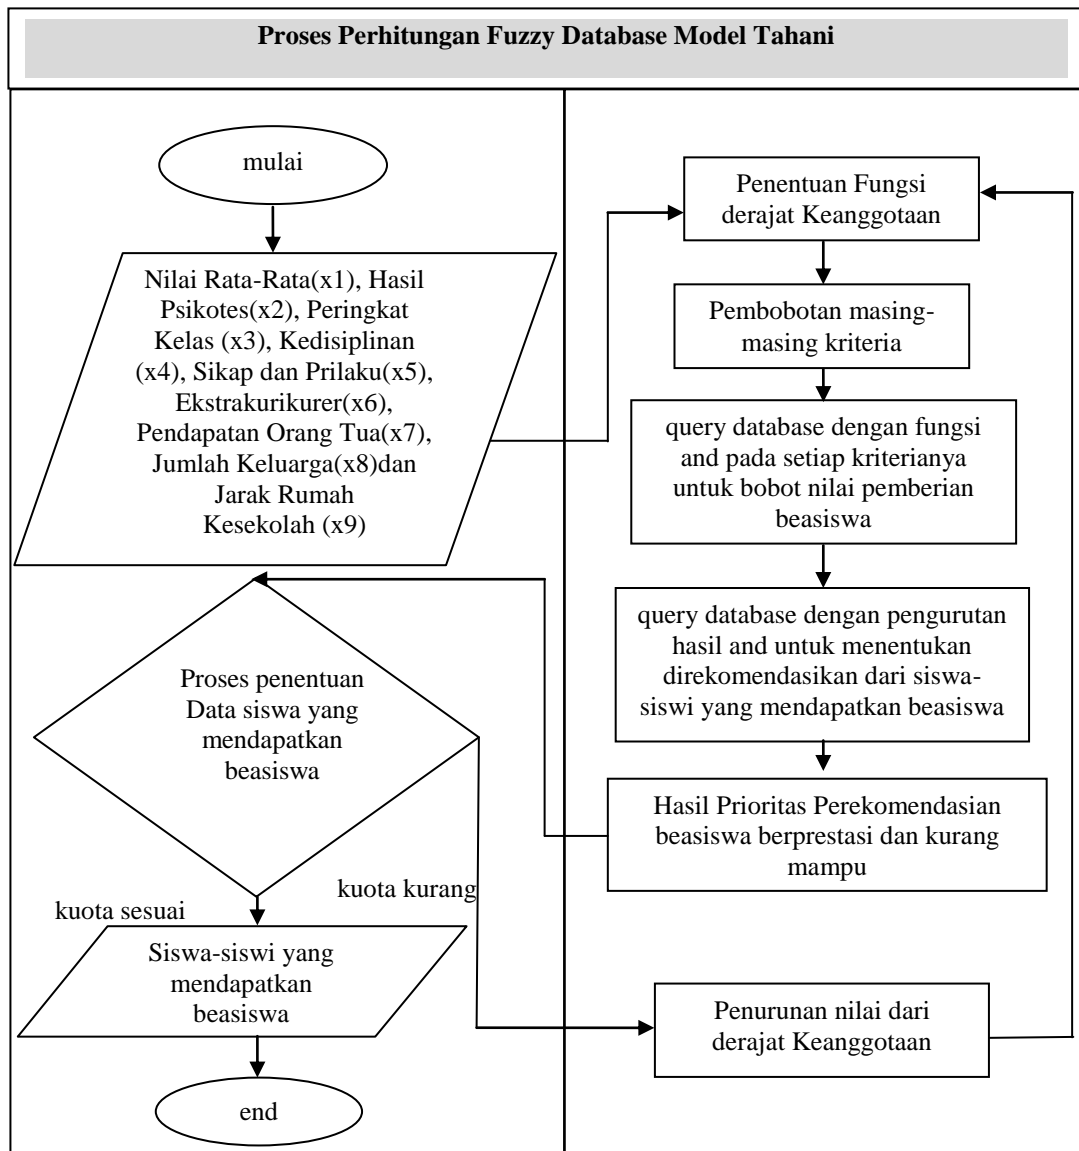 Proses Perhitungan Fuzzy Database Model Tahani
mulai
Nilai Rata-Rata(x1), Hasil
Psikotes(x2), Peringkat
Kelas (x3), Kedisiplinan
(x4), Sikap dan Prilaku(x5),
Ekstrakurikurer(x6),
Pendapatan Orang Tua(x7),
Jumlah Keluarga(x8)dan
Jarak Rumah
Kesekolah (x9)
Penentuan Fungsi
derajat Keanggotaan
Pembobotan masing-
masing kriteria
query database dengan fungsi
and pada setiap kriterianya
untuk bobot nilai pemberian
beasiswa
query database dengan pengurutan
hasil and untuk menentukan
direkomendasikan dari siswa-
siswi yang mendapatkan beasiswa
Hasil Prioritas Perekomendasian
beasiswa berprestasi dan kurang
mampu
Proses penentuan
Data siswa yang
mendapatkan
beasiswa
kuota kurang
kuota sesuai
Siswa-siswi yang
mendapatkan
beasiswa
Penurunan nilai dari
derajat Keanggotaan
end